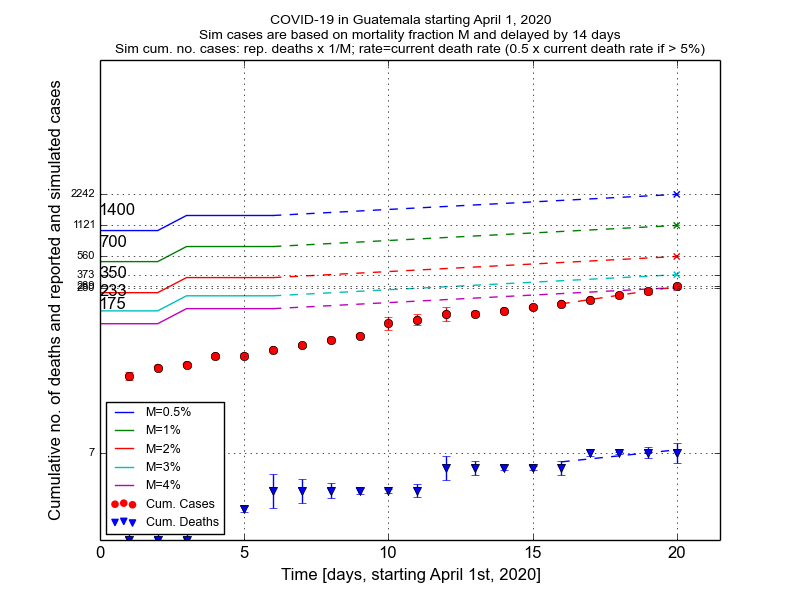 COVID-19 in Guatemala starting April 1, 2020
Sim cases are based on mortality fraction M and delayed by 14 days
Sim cum. no. cases: rep. deaths x 1/M; rate=current death rate (0.5 x current death rate if > 5%)
Cumulative no. of deaths and reported and simulated cases
2242
1400
1121
700
560
350
373
233
280
175
7
M=0.5%
M=1%
M=2%
M=3%
M=4%
Cum. Cases
Cum. Deaths
0 5 10 15 20
Time [days, starting April 1st, 2020]